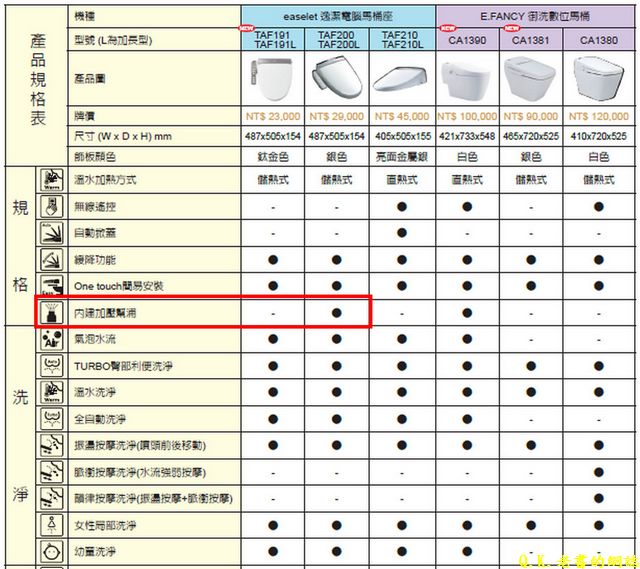 產品規格表
機種 easelet 逸潔電腦馬桶座 E.FANCY 御洗數位馬桶
型號 (L為加長型) NEW TAF191 TAF191L TAF200 TAF200L TAF210 TAF210L NEW CA1390 NEW CA1381 CA1380
產品圖
牌價 NT$ 23,000 NT$ 29,000 NT$ 45,000 NT$ 100,000 NT$ 90,000 NT$ 120,000
尺寸 (W x D x H) mm 487x505x154 487x505x154 405x505x155 421x733x548 465x720x525 410x720x525
飾板顏色 鈦金色 銀色 亮面金屬銀 白色 銀色 白色
規格
Warm 溫水加熱方式 儲熱式 儲熱式 直熱式 直熱式 儲熱式 儲熱式
無線遙控 - - ● ● - ●
Auto 自動掀蓋 - - ● - - -
緩降功能 ● ● ● ● ● ●
Easy One touch簡易安裝 ● ● ● ● ● ●
內建加壓幫浦 - ● - ● - -
洗淨
Air 氣泡水流 ● ● ● ● - -
TURBO臀部利便洗淨 ● ● ● ● ● ●
Warm 溫水洗淨 ● ● ● ● ● ●
全自動洗淨 ● ● ● ● - -
振盪按摩洗淨(噴頭前後移動) ● ● ● ● ● ●
脈衝按摩洗淨(水流強弱按摩) - - - - - ●
韻律按摩洗淨(振盪按摩+脈衝按摩) - - - - - ●
女性局部洗淨 ● ● ● ● ● ●
幼童洗淨 ● ● ● ● - -